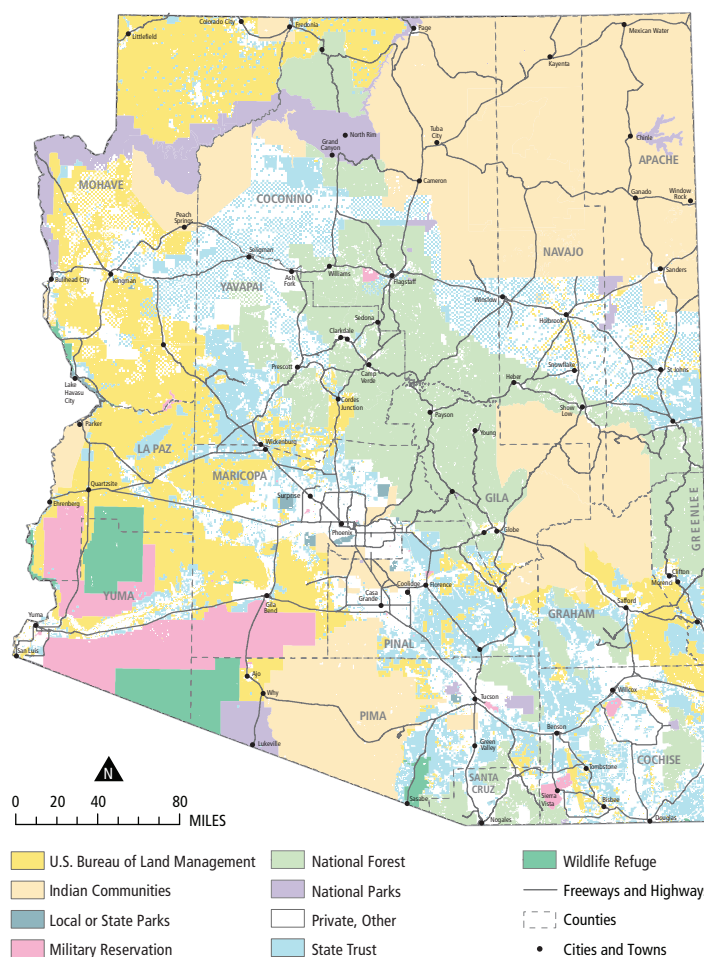 Colorado City
Fredonia
Page
Mexican Water
Littlefield
Kayenta
North Rim
Tuba
City
Chinle
Grand
Canyon
APACHE
MOHAVE
Cameron
COCONINO
Ganado
Window
Rock
Peach
Springs
NAVAJO
Seligman
Sanders
Bullhead City
Kingman
YAVAPAI
Ash
Fork
Williams
Flagstaff
Winslow
Holbrook
Sedona
Clarkdale
Prescott
Camp
Verde
Snowflake
St Johns
Lake
Havasu
City
Heber
Cordes
Junction
Show
Low
Parker
Payson
Young
LA PAZ
Wickenburg
MARICOPA
Quartzsite
Surprise
GILA
Ehrenberg
GREENLEE
Phoenix
Globe
Clifton
Morenci
Coolidge
Florence
Casa
Grande
YUMA
Gila
Bend
Safford
GRAHAM
Yuma
San Luis
PINAL
Ajo
Why
Tucson
Willcox
PIMA
Benson
Lukeville
Green
Valley
COCHISE
Tombstone
SANTA
CRUZ
Sierra
Vista
Sasabe
Bisbee
Nogales
Douglas
N
0 20 40 80
MILES
U.S. Bureau of Land Management
Indian Communities
Local or State Parks
Military Reservation
National Forest
National Parks
Private, Other
State Trust
Wildlife Refuge
Freeways and Highway
Counties
Cities and Towns